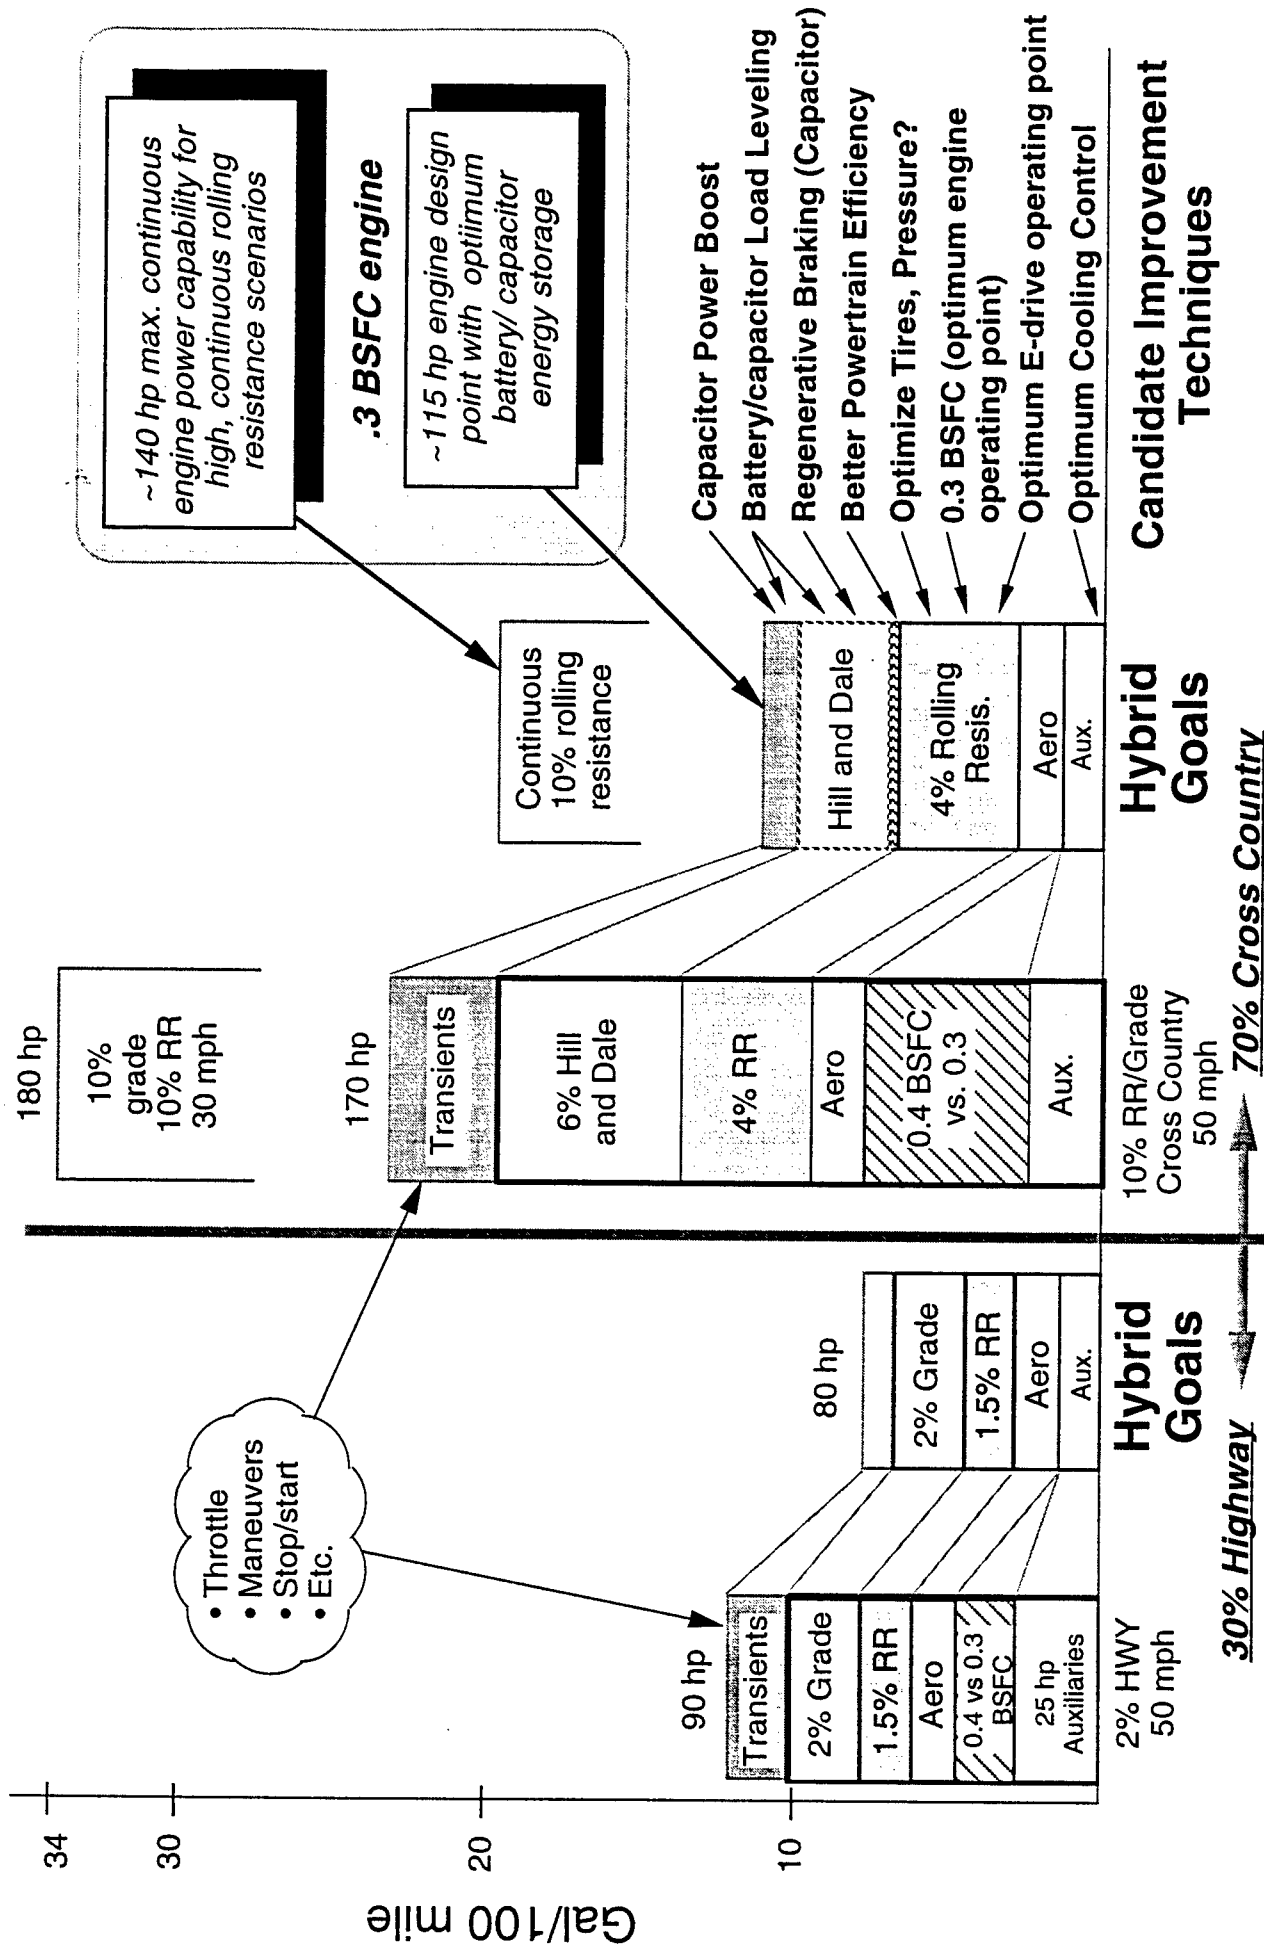 Gal/100 mile
34
30
20
10
• Throttle
• Maneuvers
• Stop/start
• Etc.
90 hp
Transients
2% Grade
1.5% RR
Aero
0.4 vs 0.3
BSFC
25 hp
Auxiliaries
2% HWY
50 mph
80 hp
2% Grade
1.5% RR
Aero
Aux.
Hybrid
Goals
30% Highway
180 hp
10%
grade
10% RR
30 mph
170 hp
Transients
6% Hill
and Dale
4% RR
Aero
0.4 BSFC
vs. 0.3
Aux.
10% RR/Grade
Cross Country
50 mph
70% Cross Country
Continuous
10% rolling
resistance
Hill and Dale
4% Rolling
Resis.
Aero
Aux.
Hybrid
Goals
~140 hp max. continuous
engine power capability for
high, continuous rolling
resistance scenarios
.3 BSFC engine
~115 hp engine design
point with optiimum
battery/ capacitor
energy storage
Capacitor Power Boost
Battery/capacitor Load Leveling
Regenerative Braking (Capacitor)
Better Powertrain Efficiency
Optimize Tires, Pressure?
0.3 BSFC (optimum engine
operating point)
Optimum E-drive operating point
Optimum Cooling Control
Candidate Improvement
Techniques